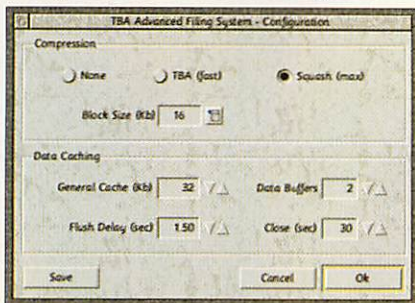 TBA Advanced Filing System - Configuration
Compression
None TBA (fast) Squash (max)
Block Size (Kb) 16
Data Caching
General Cache (Kb) 32 Data Buffers 2
Flush Delay (sec) 1.50 Close (sec) 30
Save Cancel Ok